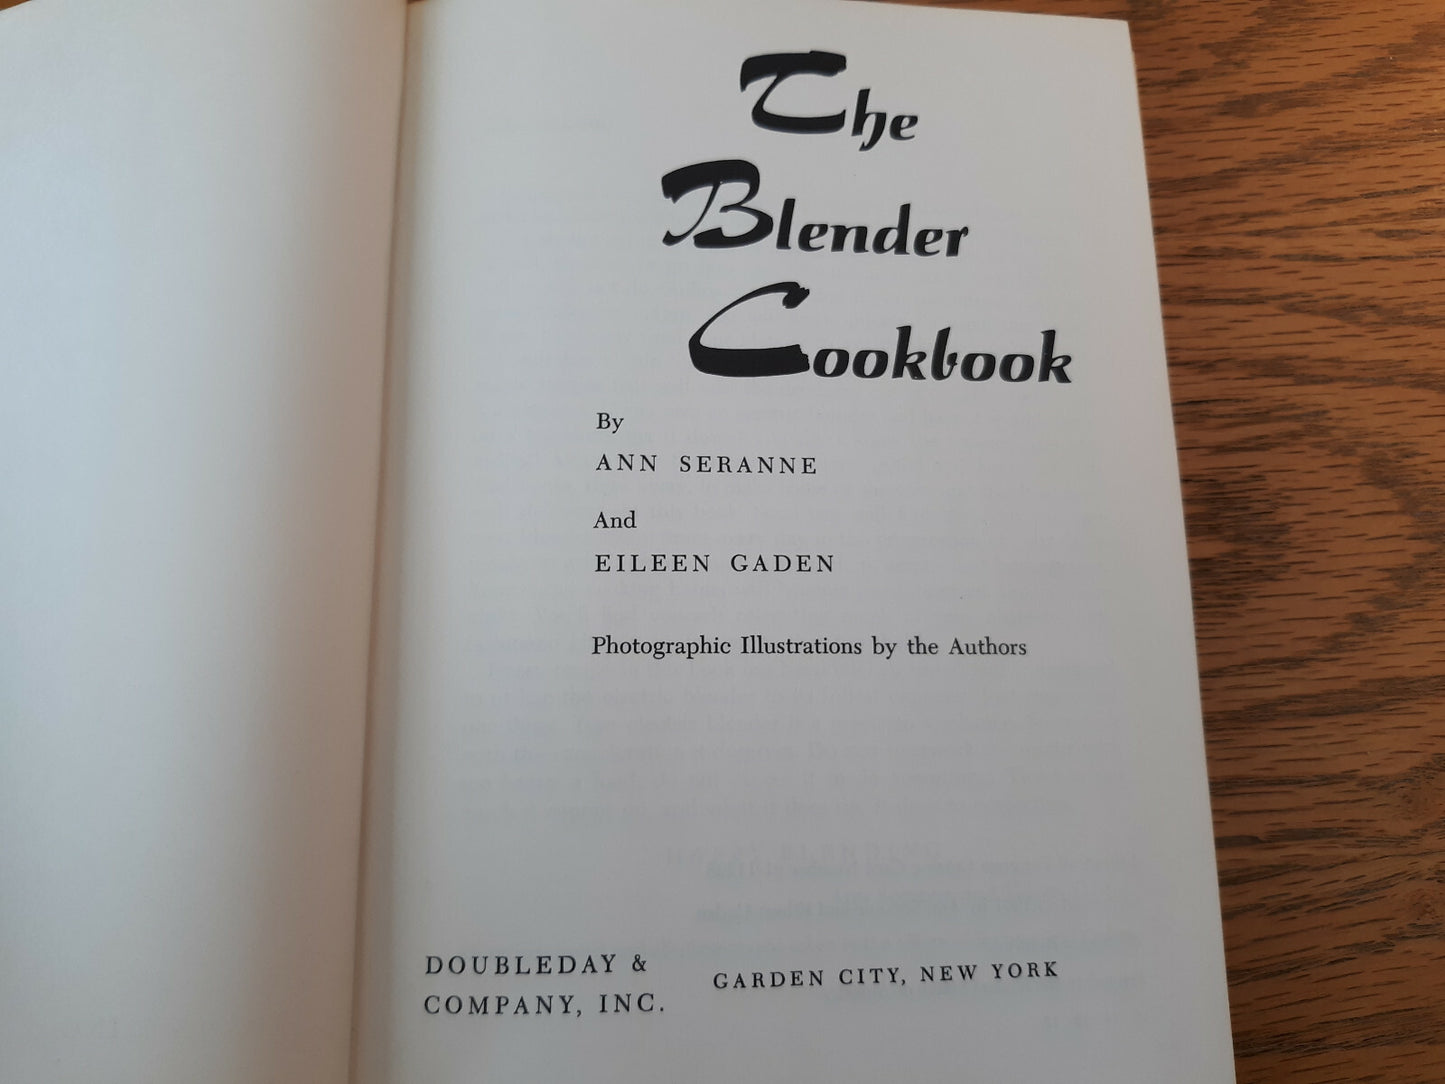 The
Blender
Cookbook
By
ANN SERANNE
And
EILEEN GADEN
Photographic Illustrations by the Authors
DOUBLEDAY &
COMPANY, INC.
GARDEN CITY, NEW YORK